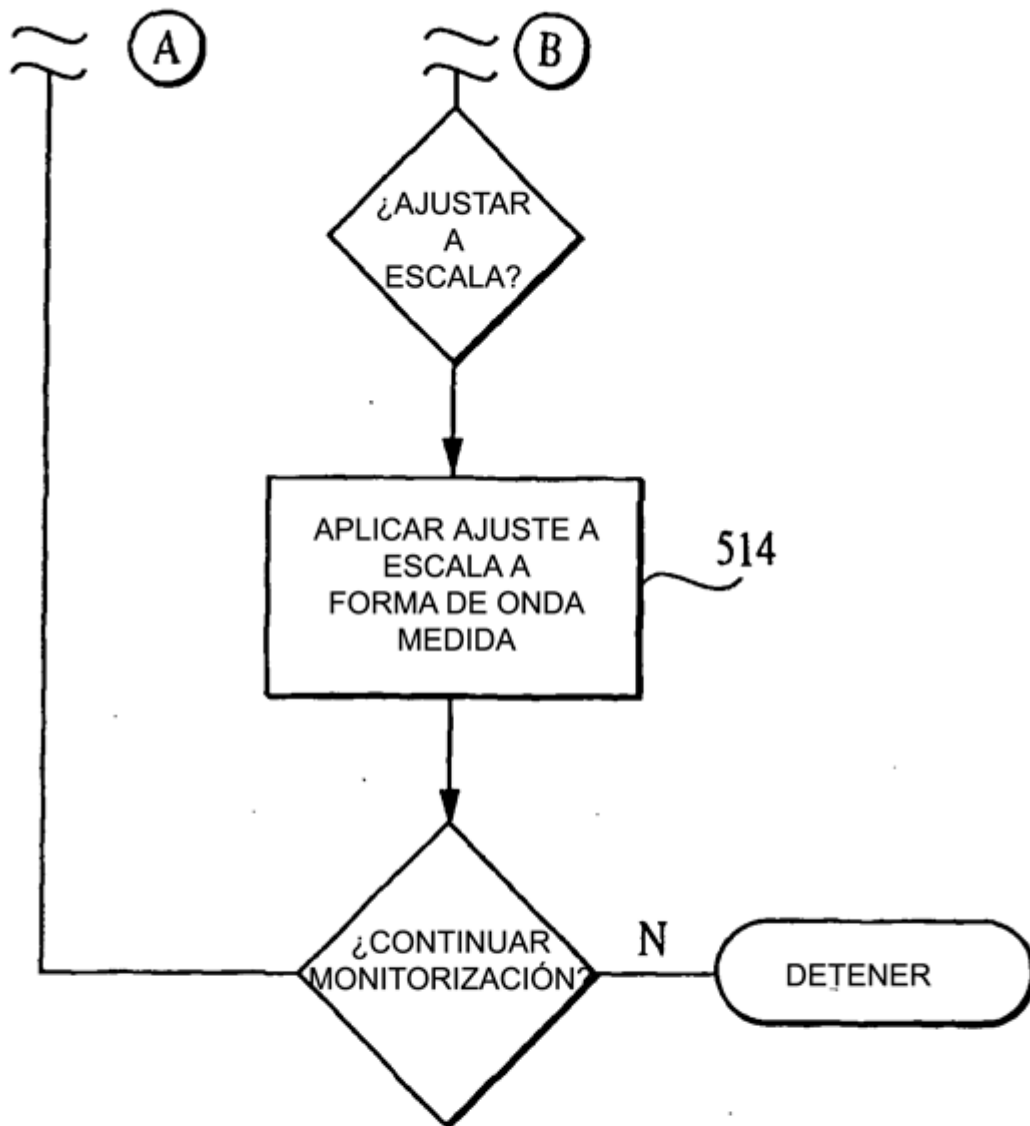 A
B
¿AJUSTAR
A
ESCALA?
APLICAR AJUSTE A
ESCALA A
FORMA DE ONDA
MEDIDA
514
¿CONTINUAR
MONITORIZACIÓN?
N
DETENER